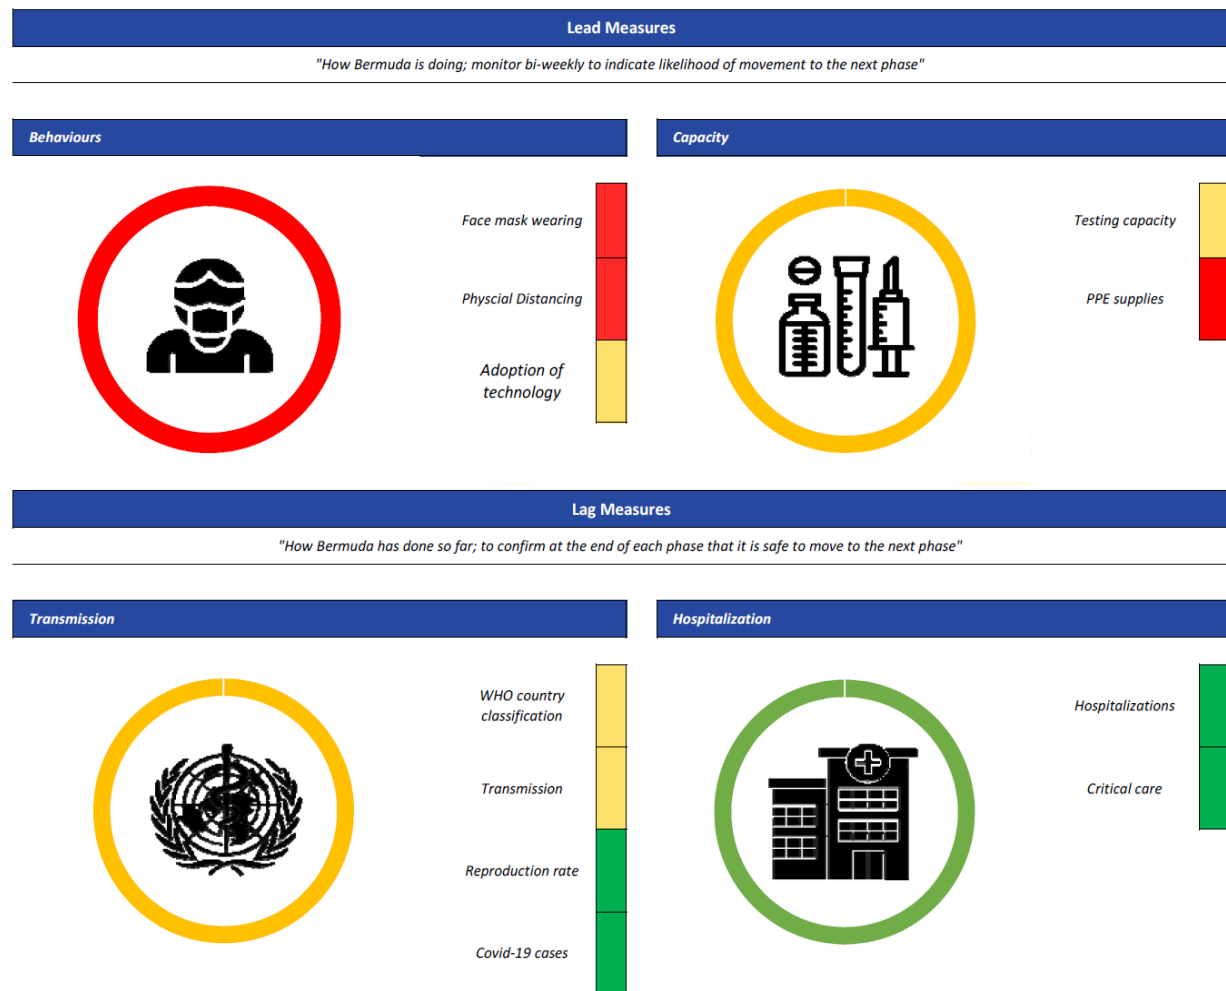 Lead Measures
"How Bermuda is doing; monitor bi-weekly to indicate likelihood of movement to the next phase"
Behaviours
Face mask wearing
Physcial Distancing
Adoption of
technology
Capacity
Testing capacity
PPE supplies
Lag Measures
"How Bermuda has done so far; to confirm at the end of each phase that it is safe to move to the next phase"
Transmission
WHO country
classification
Transmission
Reproduction rate
Covid-19 cases
Hospitalization
Hospitalizations
Critical care